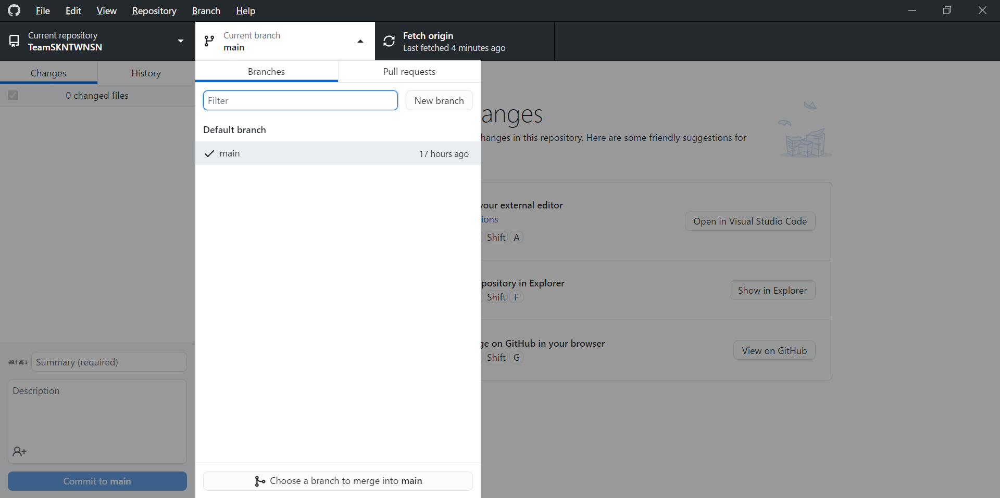 File Edit View Repository Branch Help
Current repository
TeamSKNTWNSN
Current branch
main
Fetch origin
Last fetched 4 minutes ago
Changes History
0 changed files
Branches Pull requests
Filter
New branch
Default branch
main 17 hours ago
anges
hanges in this repository. Here are some friendly suggestions for
your external editor
ions
Shift A
Open in Visual Studio Code
pository in Explorer
Shift F
Show in Explorer
ge on GitHub in your browser
Shift G
View on GitHub
Summary (required)
Description
Commit to main
Choose a branch to merge into main